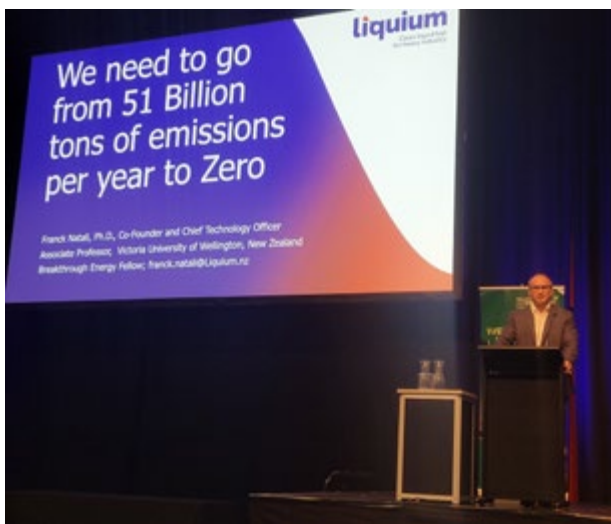 liquium
We need to go
from 51 Billion
tons of emissions
per year to Zero
Franck Natali, Ph.D., Co-Founder and Chief Technology Officer
Associate Professor, Victoria University of Wellington, New Zealand
Breakthrough Energy Fellow; franck.natali@Liquium.nz